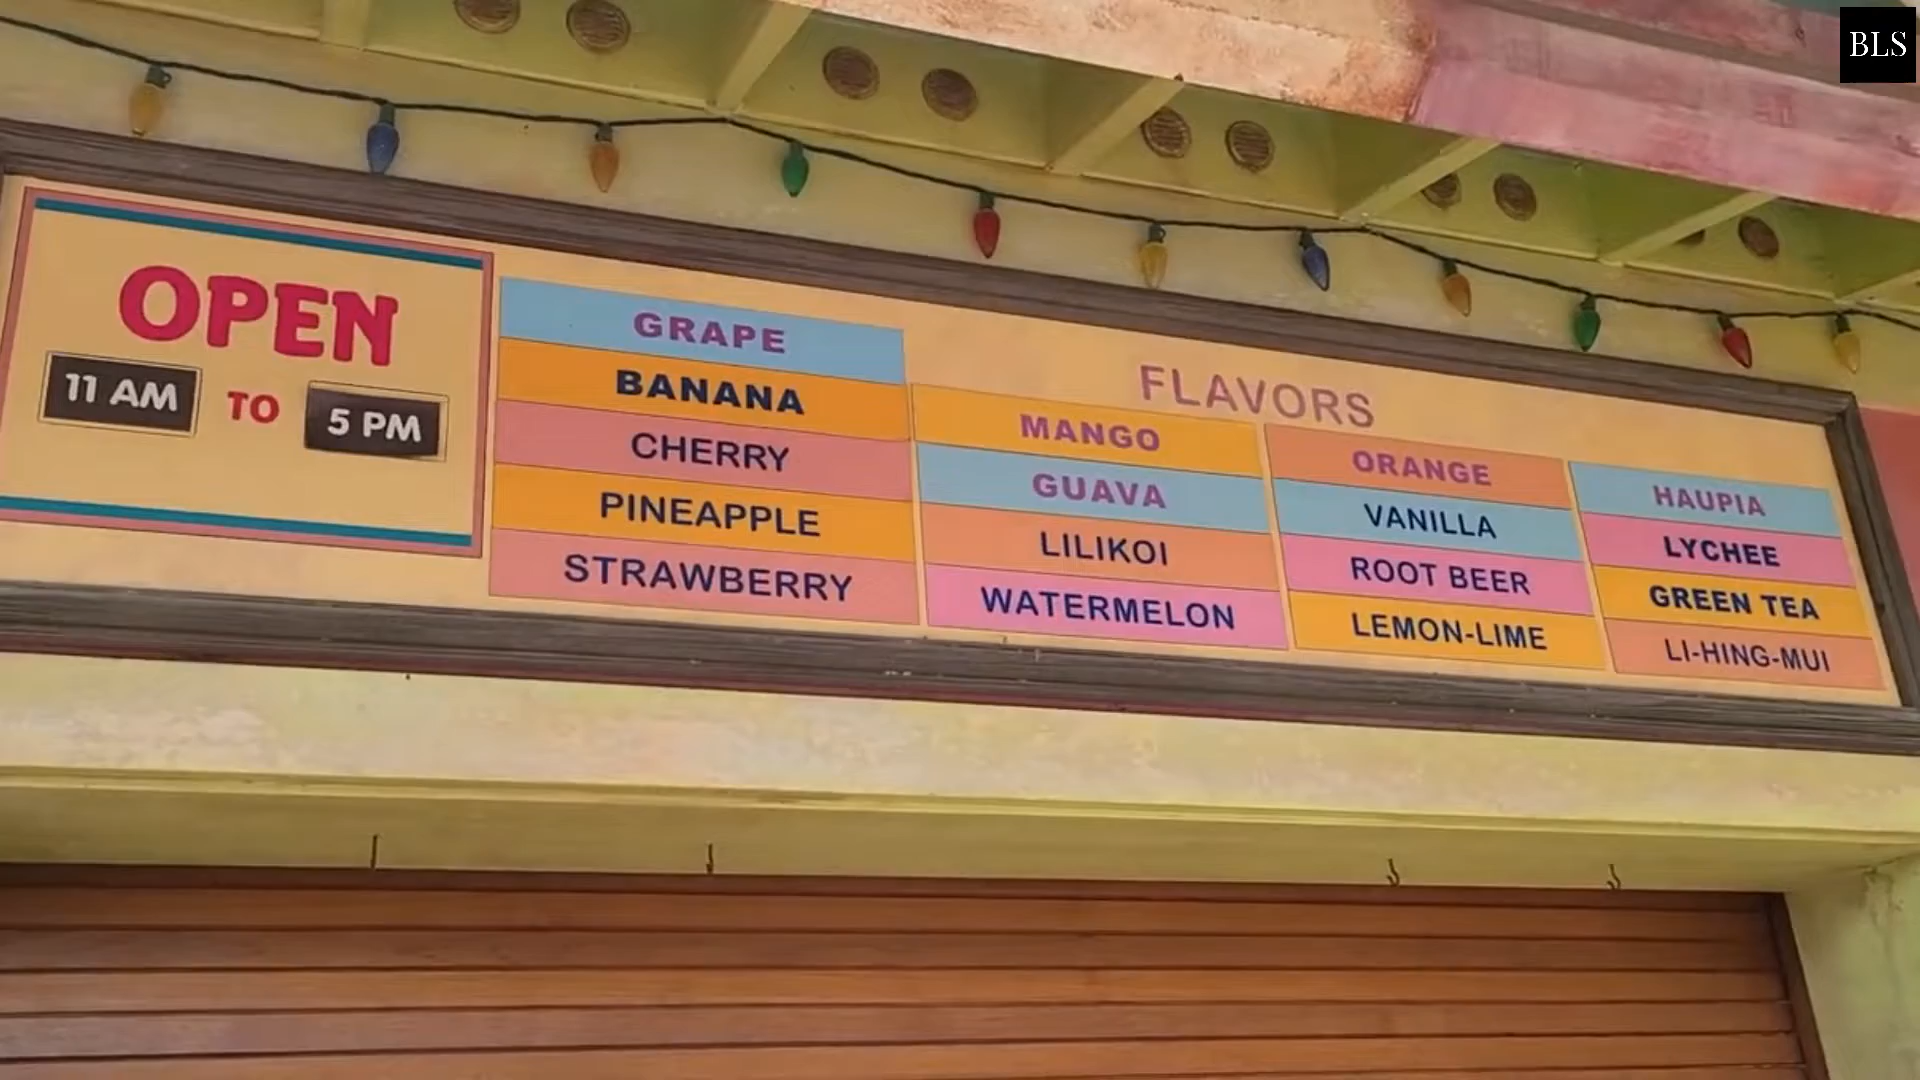 BLS
OPEN
11 AM TO 5 PM
GRAPE
BANANA
CHERRY
PINEAPPLE
STRAWBERRY
FLAVORS
MANGO
GUAVA
LILIKOI
WATERMELON
ORANGE
VANILLA
ROOT BEER
LEMON-LIME
HAUPIA
LYCHEE
GREEN TEA
LI-HING-MUI